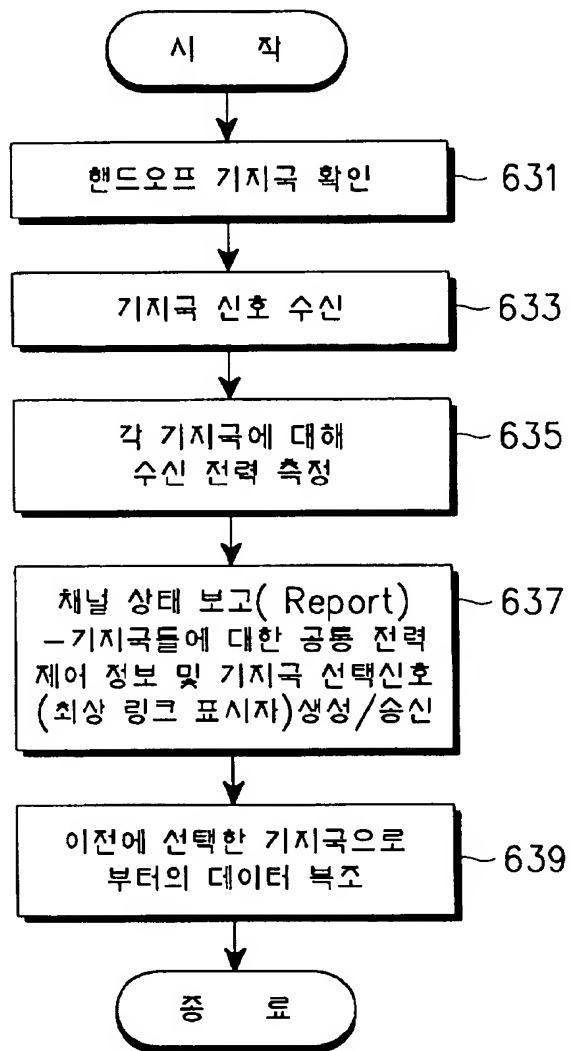 시 작
핸드오프 기지국 확인
631
기지국 신호 수신
633
각 기지국에 대해
수신 전력 측정
635
채널 상태 보고( Report)
-기지국들에 대한 공통 전력
제어 정보 및 기지국 선택신호
(최상 링크 표시자)생성/송신
637
이전에 선택한 기지국으로
부터의 데이터 복조
639
종 료